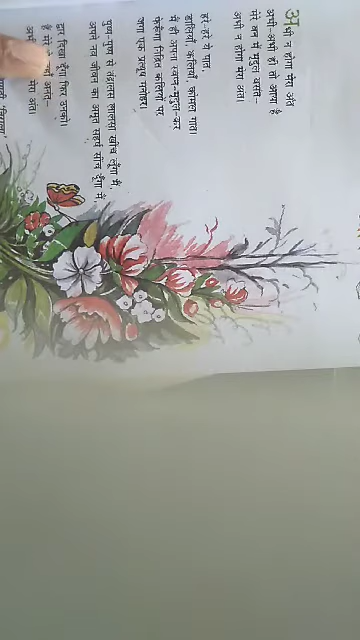 अभी न होगा मेरा अंत
अभी-अभी ही तो आया है
मेरे वन में मृदुल वसंत-
अभी न होगा मेरा अंत।
हरे-हरे ये पात,
डालियाँ, कलियाँ, कोमल गात।
मैं ही अपना स्वप्न-मृदुल-कर
फेरूँगा निद्रित कलियों पर
जगा एक प्रत्यूष मनोहर।
पुष्प-पुष्प से तंद्रालस लालसा खींच लूँगा मैं,
अपने नव जीवन का अमृत सहर्ष सींच दूँगा मैं,
द्वार दिखा दूँगा फिर उनको।
हैं मेरे वे जहाँ अनंत-
अभी न होगा मेरा अंत।